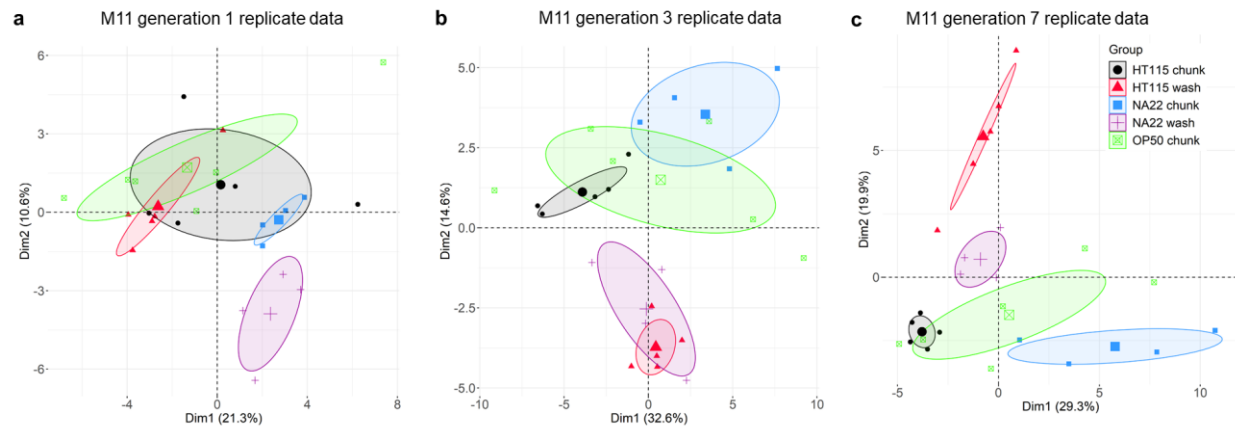 a M11 generation 1 replicate data
6
3
0
-3
-6
Dim2 (10.6%)
-4 0 4 8
Dim1 (21.3%)
b M11 generation 3 replicate data
5.0
2.5
0.0
-2.5
-5.0
Dim2 (14.6%)
-10 -5 0 5 10
Dim1 (32.6%)
c M11 generation 7 replicate data
5
0
Dim2 (19.9%)
-5 0 5 10
Dim1 (29.3%)
Group
HT115 chunk
HT115 wash
NA22 chunk
NA22 wash
OP50 chunk